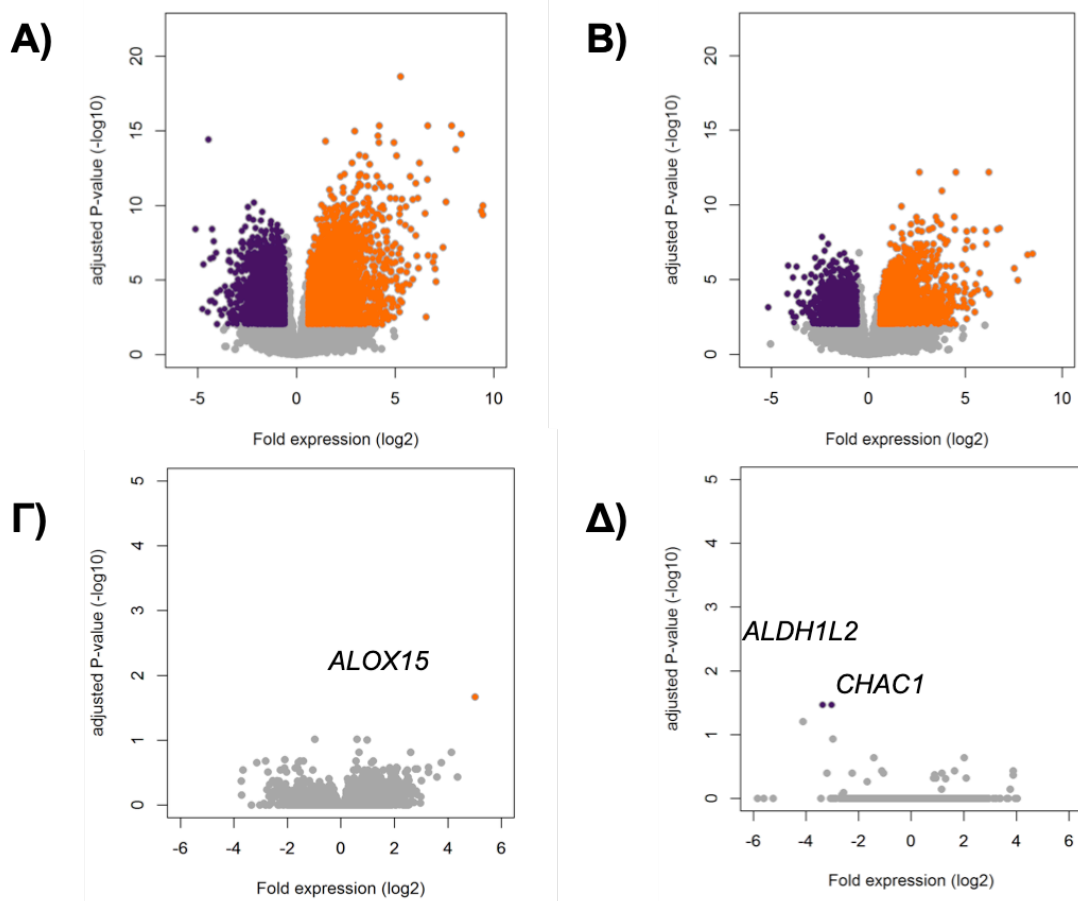 Α)
20
15
10
5
0
adjusted P-value (-log10)
-5 0 5 10
Fold expression (log2)
Β)
20
15
10
5
0
adjusted P-value (-log10)
-5 0 5 10
Fold expression (log2)
Γ)
5
4
3
2
1
0
adjusted P-value (-log10)
ALOX15
-6 -4 -2 0 2 4 6
Fold expression (log2)
Δ)
5
4
3
2
1
0
adjusted P-value (-log10)
ALDH1L2
CHAC1
-6 -4 -2 0 2 4 6
Fold expression (log2)